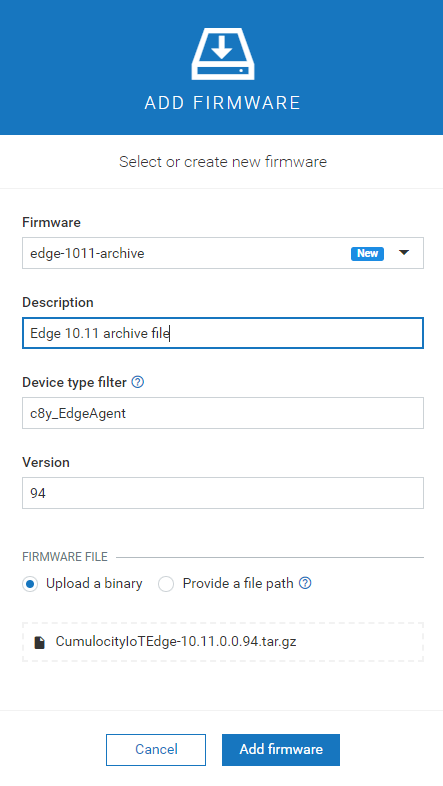 ADD FIRMWARE
Select or create new firmware
Firmware
edge-1011-archive New
Description
Edge 10.11 archive file
Device type filter
c8y_EdgeAgent
Version
94
FIRMWARE FILE
Upload a binary Provide a file path
CumulocityIoTEdge-10.11.0.0.94.tar.gz
Cancel Add firmware